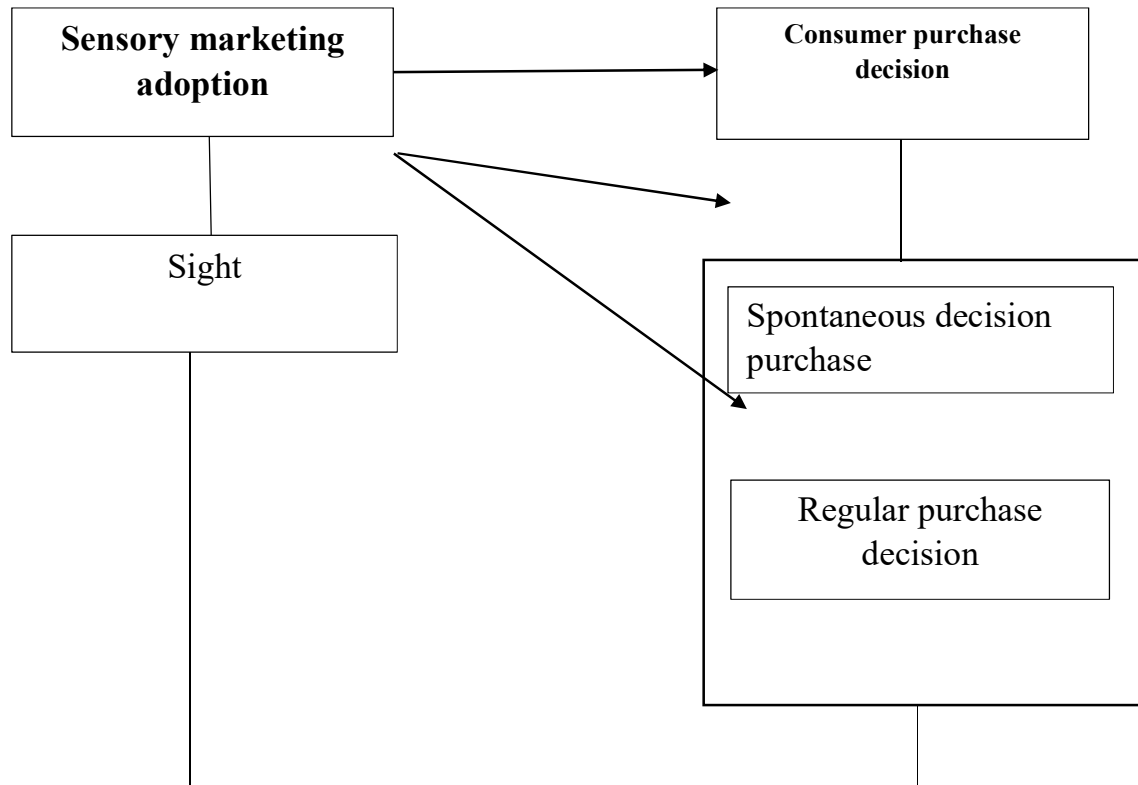 Sensory marketing
adoption
Consumer purchase
decision
Sight
Spontaneous decision
purchase
Regular purchase
decision